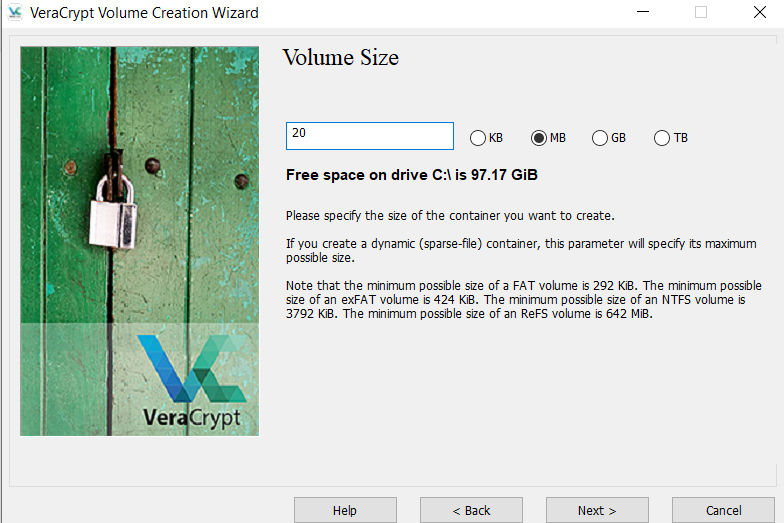 VeraCrypt Volume Creation Wizard
Volume Size
20
KB
MB
GB
TB
Free space on drive C:\ is 97.17 GiB
Please specify the size of the container you want to create.
If you create a dynamic (sparse-file) container, this parameter will specify its maximum
possible size.
Note that the minimum possible size of a FAT volume is 292 KiB. The minimum possible
size of an exFAT volume is 424 KiB. The minimum possible size of an NTFS volume is
3792 KiB. The minimum possible size of an ReFS volume is 642 MiB.
VeraCrypt
Help
< Back
Next >
Cancel